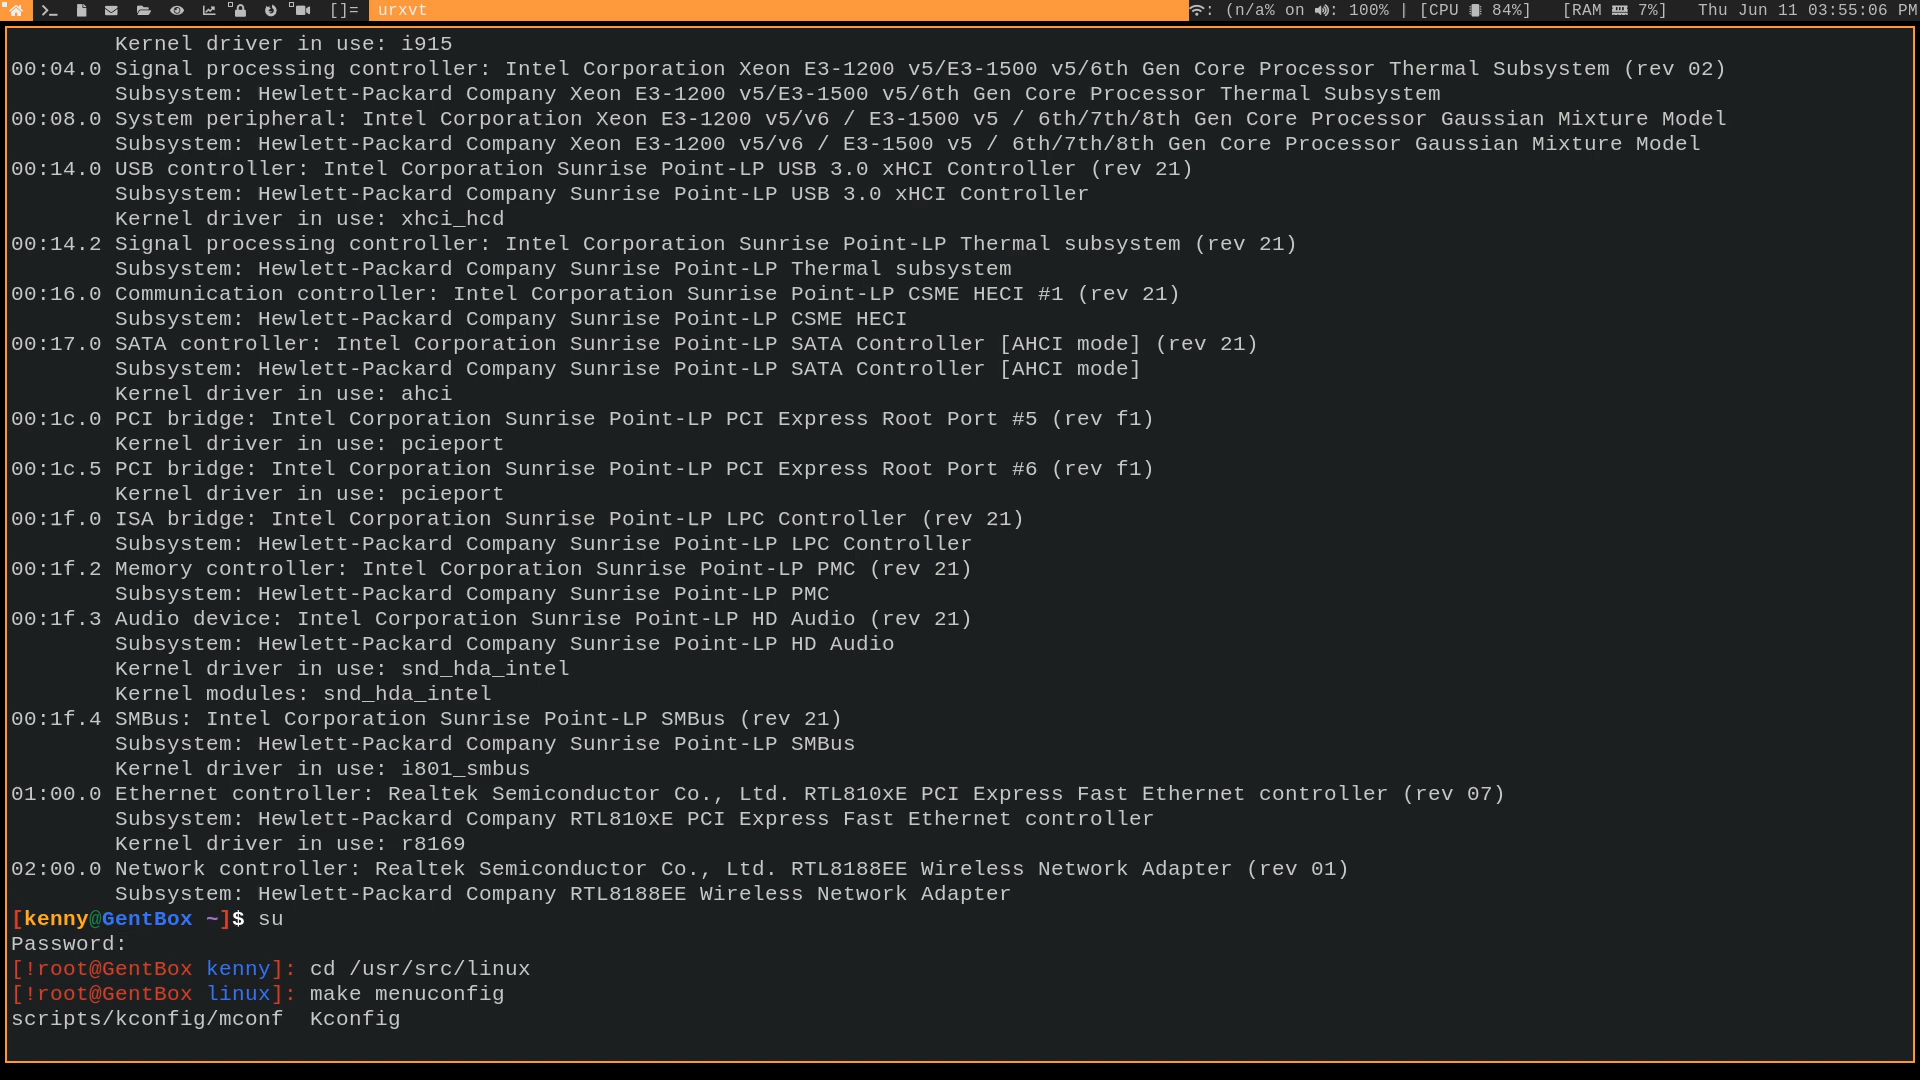 []= urxvt : (n/a% on : 100% | [CPU 84%] [RAM 7%] Thu Jun 11 03:55:06 PM
Kernel driver in use: i915
00:04.0 Signal processing controller: Intel Corporation Xeon E3-1200 v5/E3-1500 v5/6th Gen Core Processor Thermal Subsystem (rev 02)
Subsystem: Hewlett-Packard Company Xeon E3-1200 v5/E3-1500 v5/6th Gen Core Processor Thermal Subsystem
00:08.0 System peripheral: Intel Corporation Xeon E3-1200 v5/v6 / E3-1500 v5 / 6th/7th/8th Gen Core Processor Gaussian Mixture Model
Subsystem: Hewlett-Packard Company Xeon E3-1200 v5/v6 / E3-1500 v5 / 6th/7th/8th Gen Core Processor Gaussian Mixture Model
00:14.0 USB controller: Intel Corporation Sunrise Point-LP USB 3.0 xHCI Controller (rev 21)
Subsystem: Hewlett-Packard Company Sunrise Point-LP USB 3.0 xHCI Controller
Kernel driver in use: xhci_hcd
00:14.2 Signal processing controller: Intel Corporation Sunrise Point-LP Thermal subsystem (rev 21)
Subsystem: Hewlett-Packard Company Sunrise Point-LP Thermal subsystem
00:16.0 Communication controller: Intel Corporation Sunrise Point-LP CSME HECI #1 (rev 21)
Subsystem: Hewlett-Packard Company Sunrise Point-LP CSME HECI
00:17.0 SATA controller: Intel Corporation Sunrise Point-LP SATA Controller [AHCI mode] (rev 21)
Subsystem: Hewlett-Packard Company Sunrise Point-LP SATA Controller [AHCI mode]
Kernel driver in use: ahci
00:1c.0 PCI bridge: Intel Corporation Sunrise Point-LP PCI Express Root Port #5 (rev f1)
Kernel driver in use: pcieport
00:1c.5 PCI bridge: Intel Corporation Sunrise Point-LP PCI Express Root Port #6 (rev f1)
Kernel driver in use: pcieport
00:1f.0 ISA bridge: Intel Corporation Sunrise Point-LP LPC Controller (rev 21)
Subsystem: Hewlett-Packard Company Sunrise Point-LP LPC Controller
00:1f.2 Memory controller: Intel Corporation Sunrise Point-LP PMC (rev 21)
Subsystem: Hewlett-Packard Company Sunrise Point-LP PMC
00:1f.3 Audio device: Intel Corporation Sunrise Point-LP HD Audio (rev 21)
Subsystem: Hewlett-Packard Company Sunrise Point-LP HD Audio
Kernel driver in use: snd_hda_intel
Kernel modules: snd_hda_intel
00:1f.4 SMBus: Intel Corporation Sunrise Point-LP SMBus (rev 21)
Subsystem: Hewlett-Packard Company Sunrise Point-LP SMBus
Kernel driver in use: i801_smbus
01:00.0 Ethernet controller: Realtek Semiconductor Co., Ltd. RTL810xE PCI Express Fast Ethernet controller (rev 07)
Subsystem: Hewlett-Packard Company RTL810xE PCI Express Fast Ethernet controller
Kernel driver in use: r8169
02:00.0 Network controller: Realtek Semiconductor Co., Ltd. RTL8188EE Wireless Network Adapter (rev 01)
Subsystem: Hewlett-Packard Company RTL8188EE Wireless Network Adapter
[kenny@GentBox ~]$ su
Password:
[!root@GentBox kenny]: cd /usr/src/linux
[!root@GentBox linux]: make menuconfig
scripts/kconfig/mconf  Kconfig